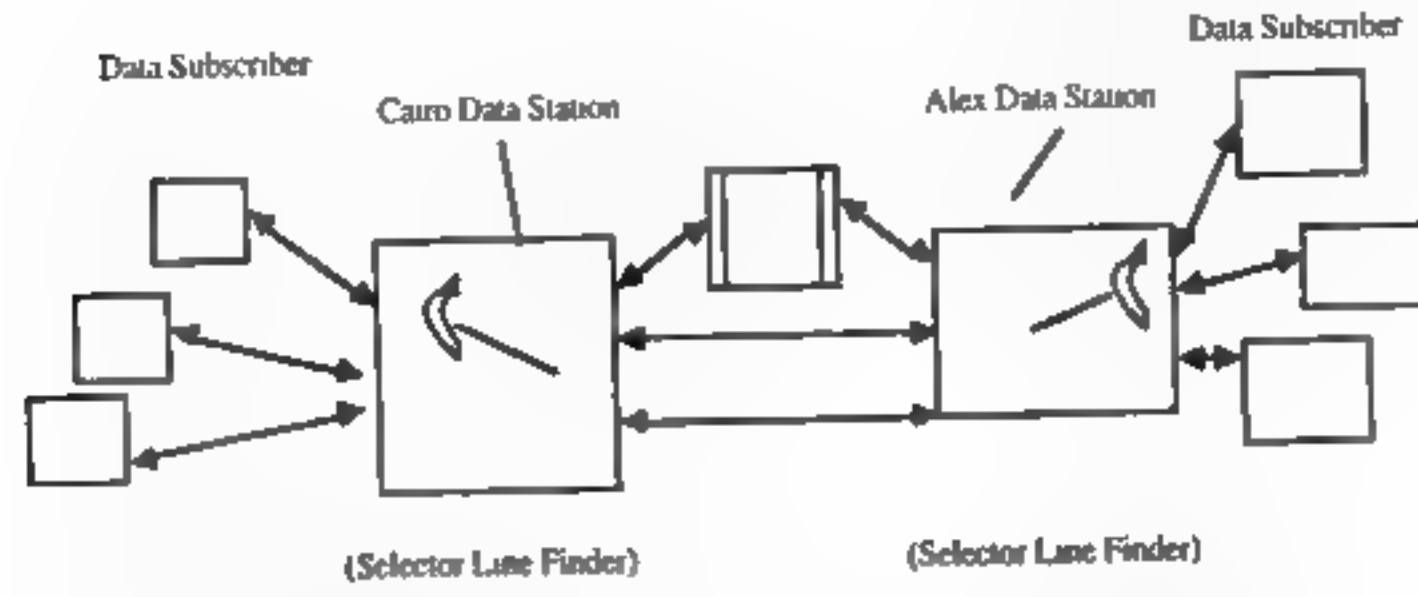 Data Subscriber
Data Subscriber
Cairo Data Station
Alex Data Station
(Selector Line Finder)
(Selector Line Finder)